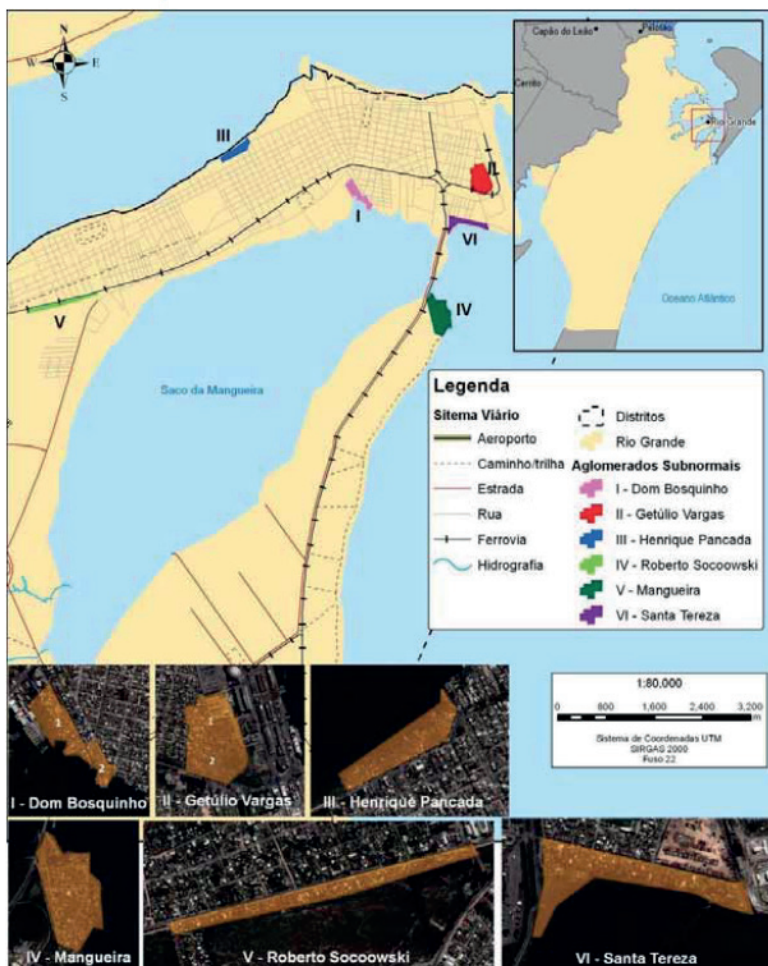 N
W E
S
III
II
I
VI
V
IV
Saco da Mangueira
Capão do Leão
Pelotas
Cerrito
Rio Grande
Oceano Atlântico
Legenda
Sitema Viário
Aeroporto
Caminho/trilha
Estrada
Rua
Ferrovia
Hidrografia
Distritos
Rio Grande
Aglomerados Subnormais
I - Dom Bosquinho
II - Getúlio Vargas
III - Henrique Pancada
IV - Roberto Socoowski
V - Mangueira
VI - Santa Tereza
1:80,000
0 800 1,600 2,400 3,200
m
Sistema de Coordenadas UTM
SIRGAS 2000
Fuso 22
1
2
I - Dom Bosquinho
1
2
II - Getúlio Vargas
III - Henrique Pancada
IV - Mangueira
V - Roberto Socoowski
VI - Santa Tereza